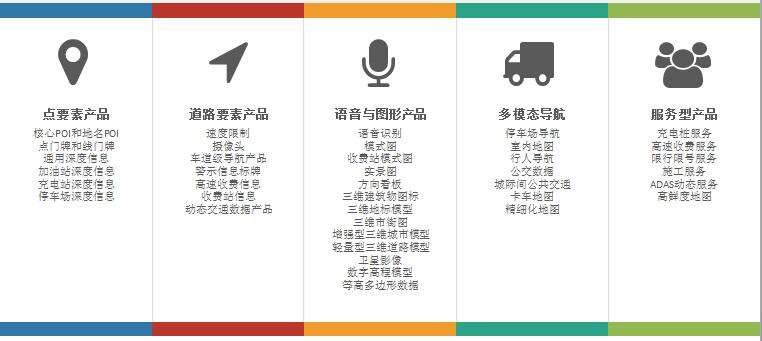 点要素产品
核心POI和地名POI
点门牌和线门牌
通用深度信息
加油站深度信息
充电站深度信息
停车场深度信息
道路要素产品
速度限制
摄像头
车道级导航产品
警示信息标牌
高速收费信息
收费站信息
动态交通数据产品
语音与图形产品
语音识别
模式图
收费站模式图
实景图
方向看板
三维建筑物图标
三维地标模型
三维市街图
增强型三维城市模型
轻量型三维道路模型
卫星影像
数字高程模型
等高多边形数据
多模态导航
停车场导航
室内地图
行人导航
公交数据
城际间公共交通
卡车地图
精细化地图
服务型产品
充电桩服务
高速收费服务
限行限号服务
施工服务
ADAS动态服务
高鲜度地图